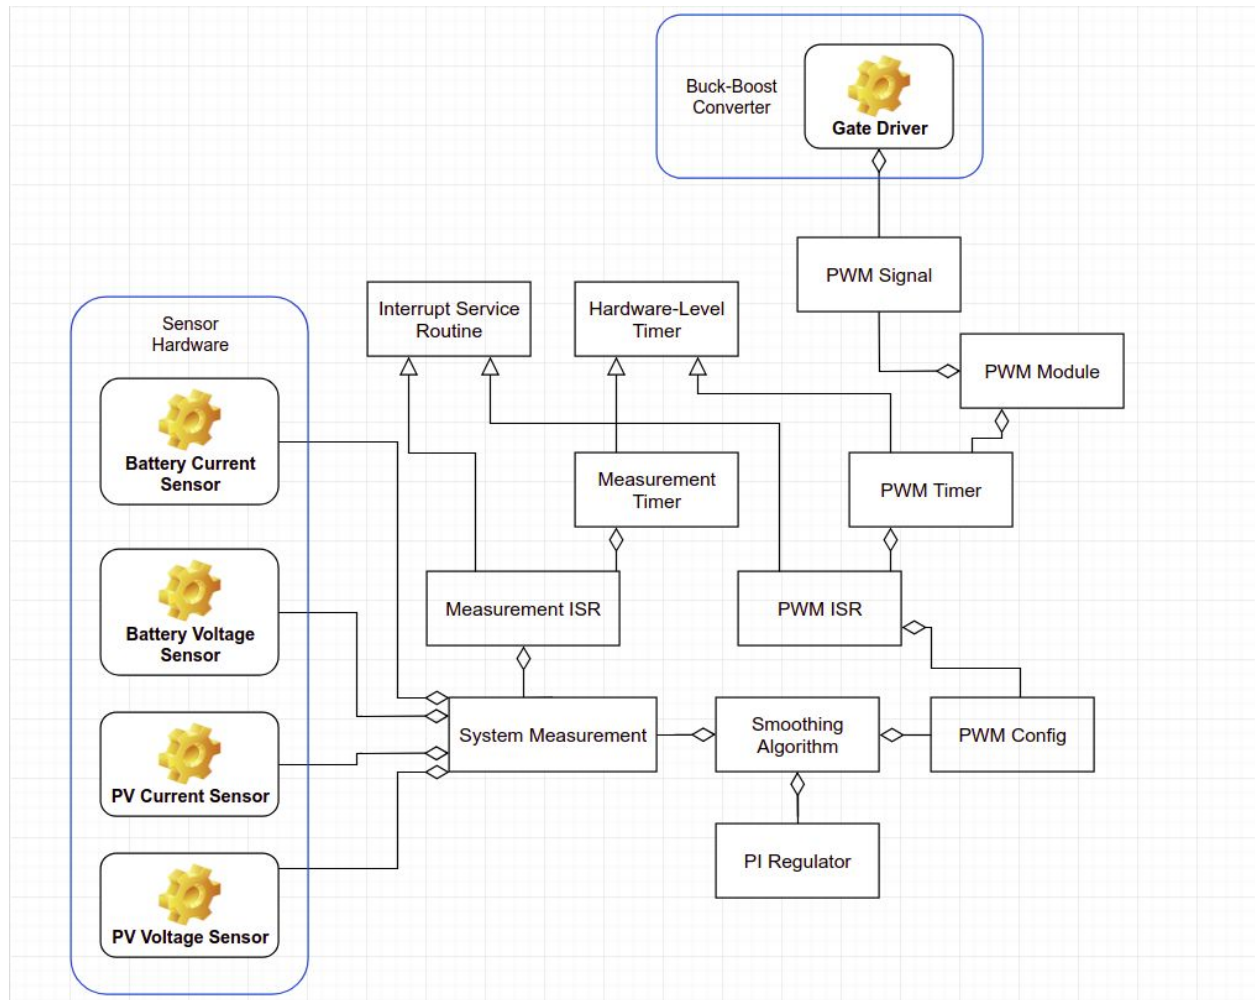 Buck-Boost
Converter
Gate Driver
PWM Signal
Interrupt Service
Routine
Hardware-Level
Timer
PWM Module
Sensor
Hardware
Battery Current
Sensor
Measurement
Timer
PWM Timer
Battery Voltage
Sensor
Measurement ISR
PWM ISR
System Measurement
Smoothing
Algorithm
PWM Config
PV Current Sensor
PI Regulator
PV Voltage Sensor